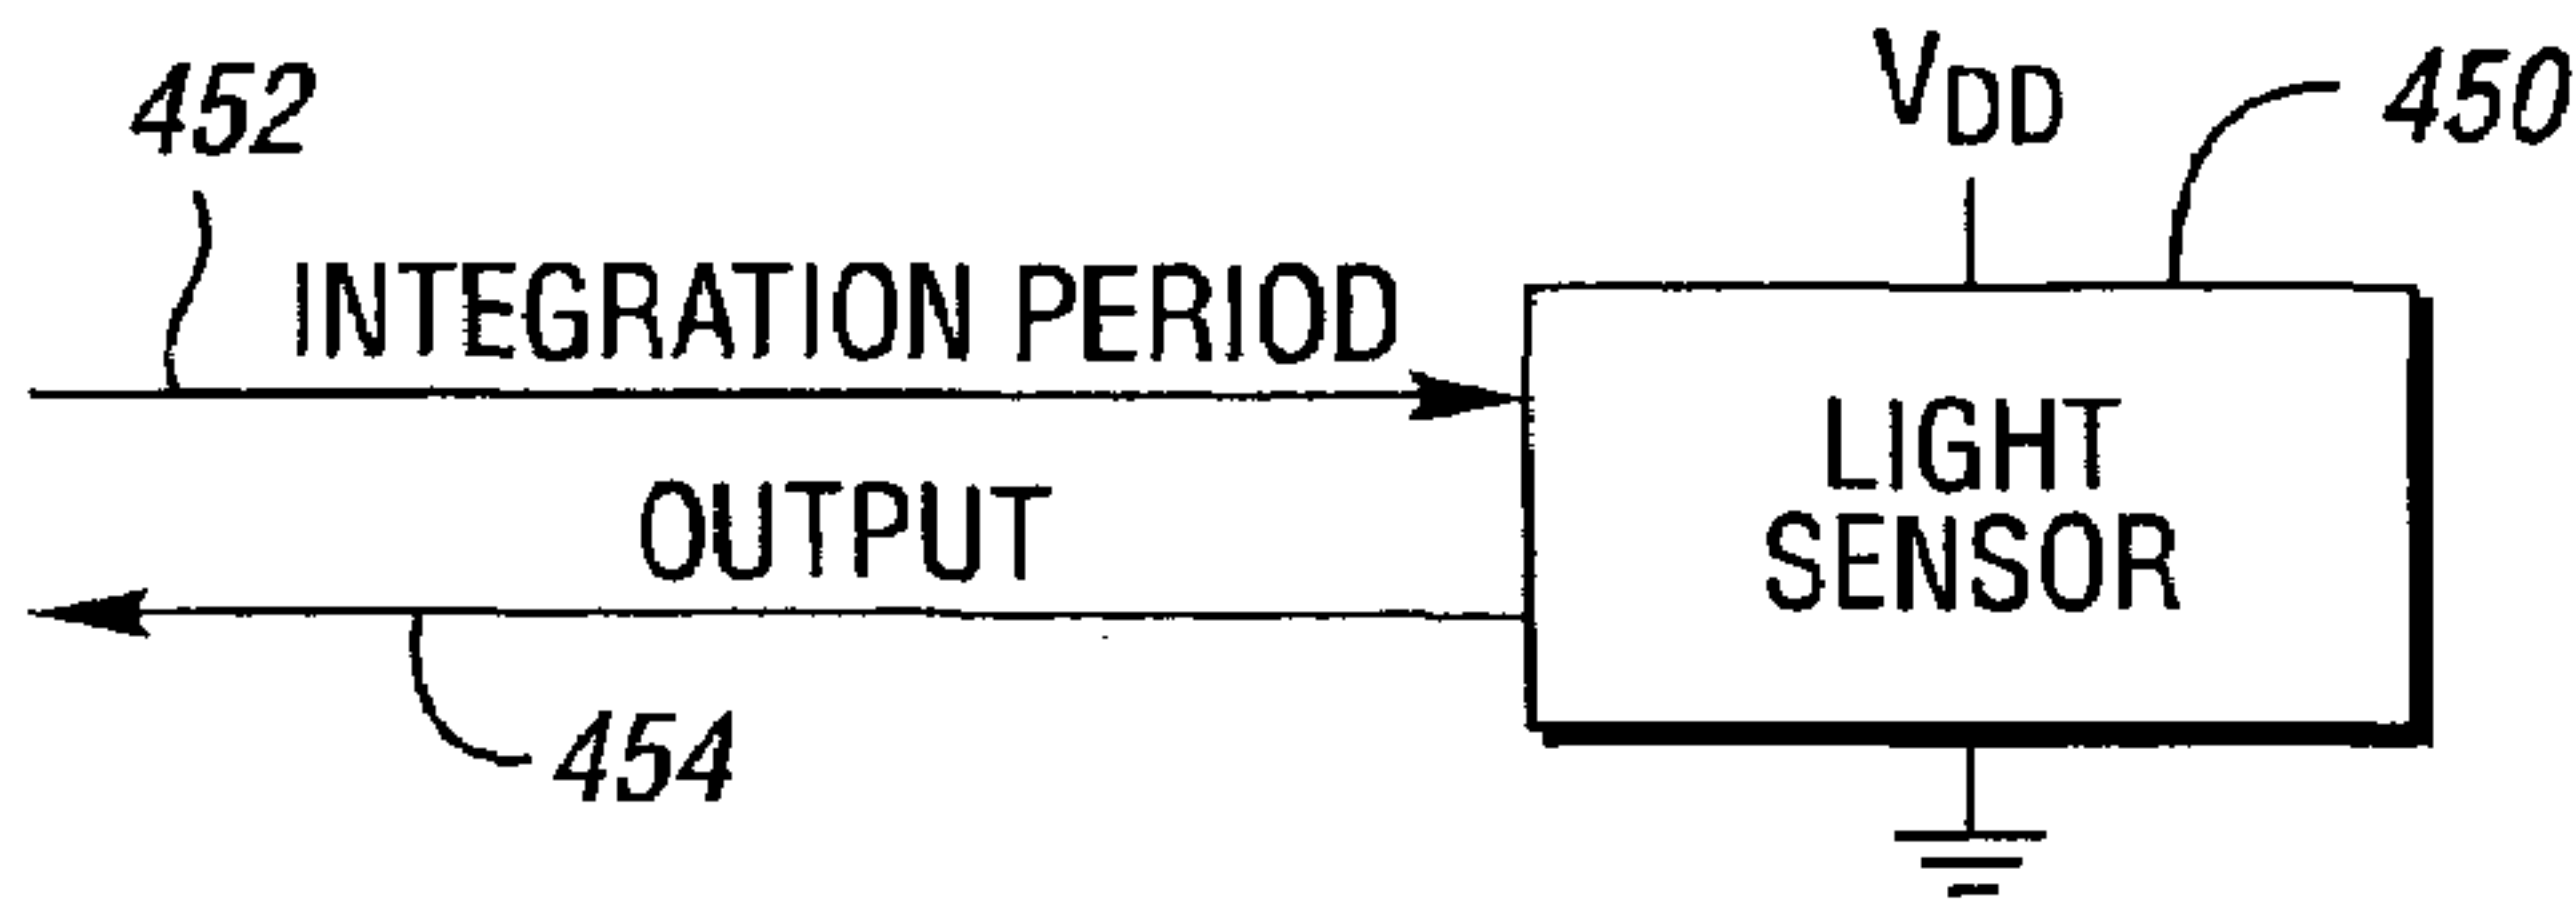 452
VDD
450
INTEGRATION PERIOD
LIGHT
SENSOR
OUTPUT
454